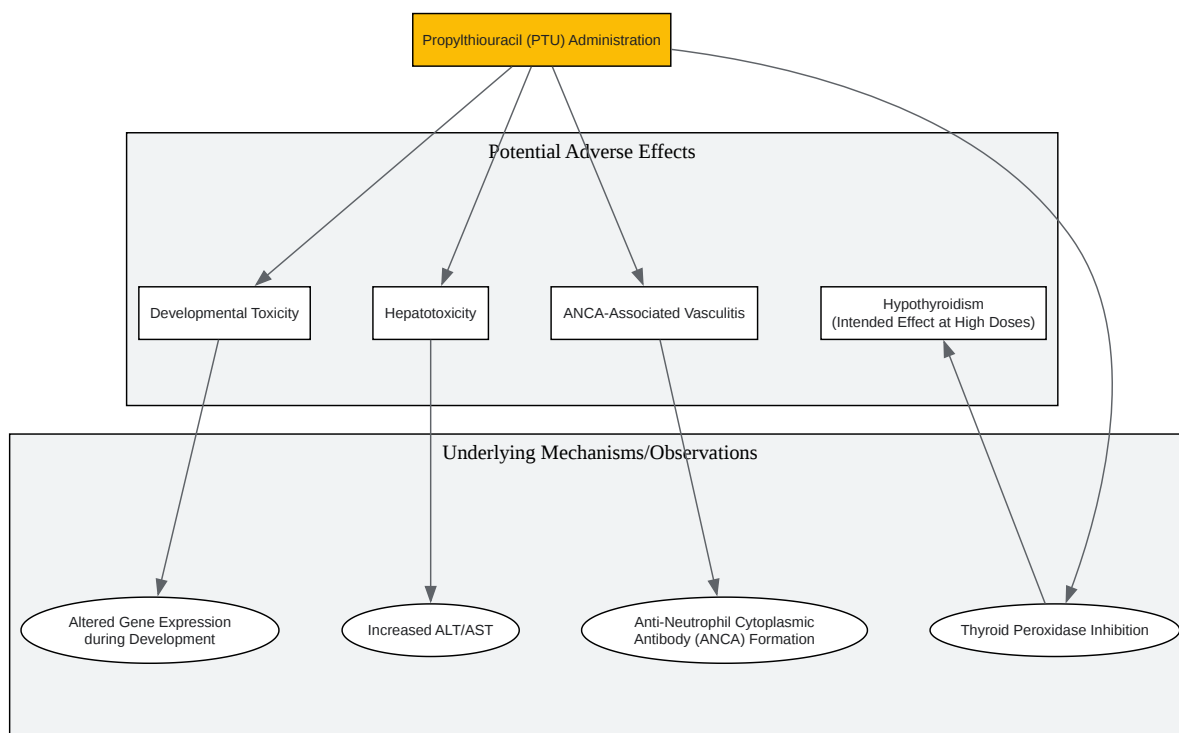 Propylthiouracil (PTU) Administration
Potential Adverse Effects
Developmental Toxicity
Hepatotoxicity
ANCA-Associated Vasculitis
Hypothyroidism
(Intended Effect at High Doses)
Underlying Mechanisms/Observations
Altered Gene Expression
during Development
Increased ALT/AST
Anti-Neutrophil Cytoplasmic
Antibody (ANCA) Formation
Thyroid Peroxidase Inhibition